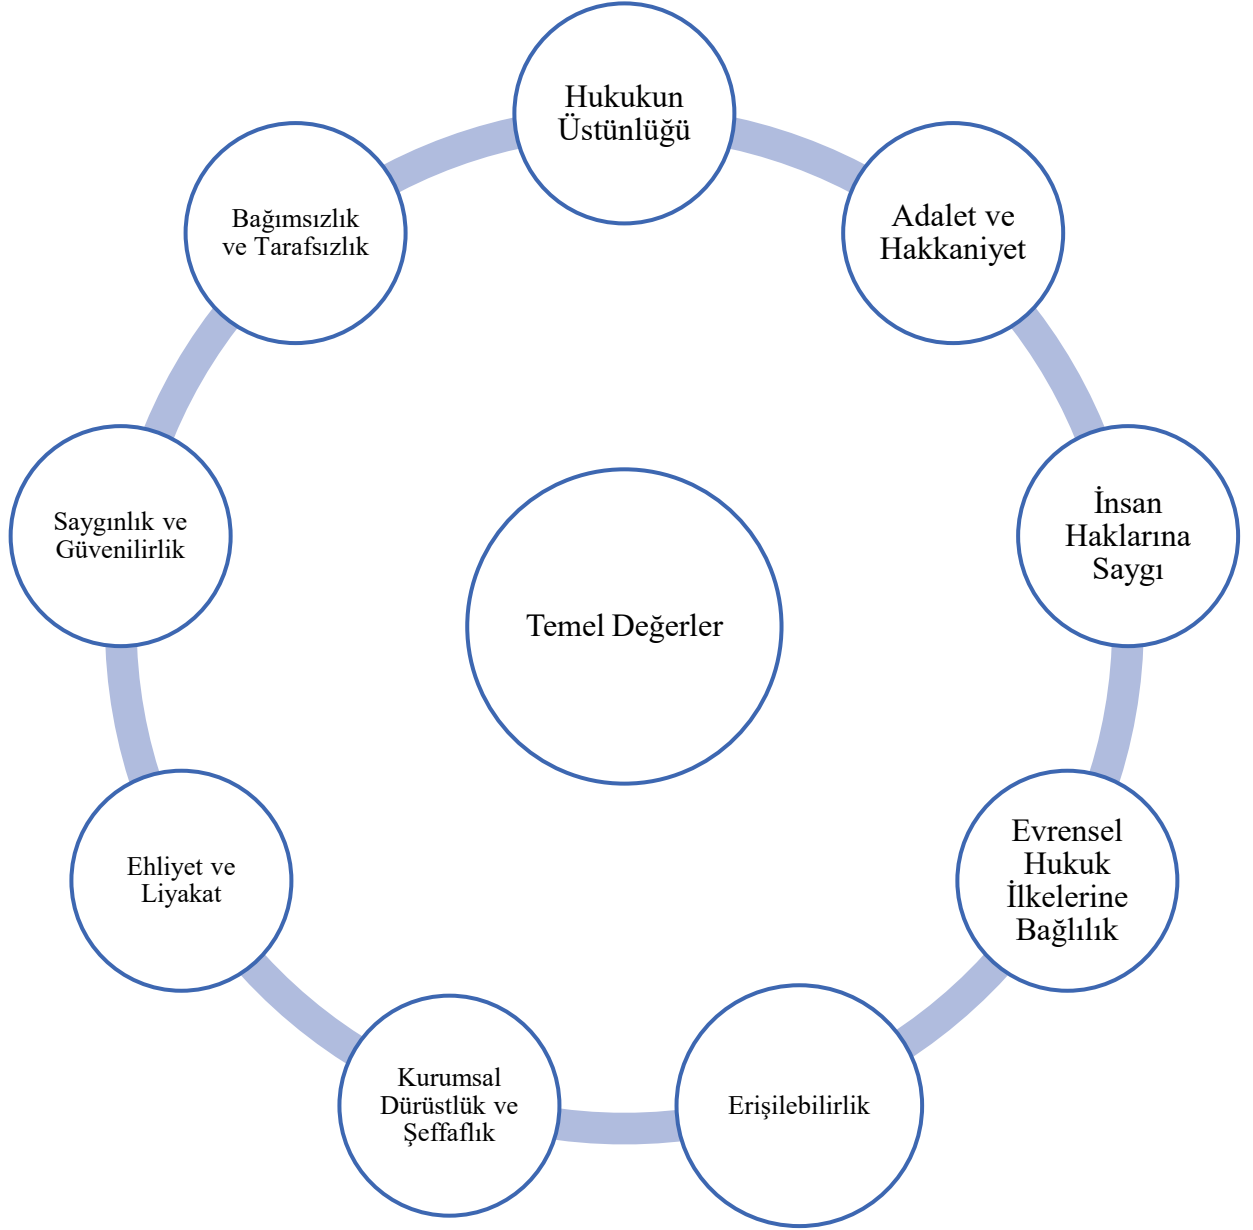 Hukukun
Üstünlüğü
Adalet ve
Hakkaniyet
İnsan
Haklarına
Saygı
Evrensel
Hukuk
İlkelerine
Bağlılık
Erişilebilirlik
Kurumsal
Dürüstlük ve
Şeffaflık
Ehliyet ve
Liyakat
Saygınlık ve
Güvenilirlik
Bağımsızlık
ve Tarafsızlık
Temel Değerler